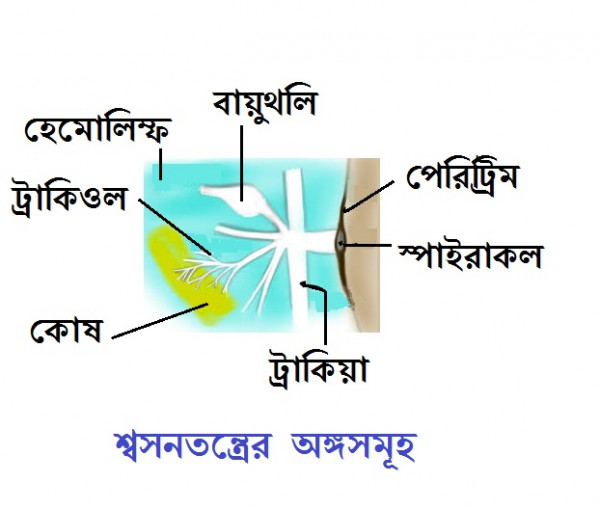 বায়ুথলি
হেমোলিম্ফ
পেরিট্রিম
ট্রাকিওল
স্পাইরাকল
কোষ
ট্রাকিয়া
শ্বসনতন্ত্রের অঙ্গসমূহ